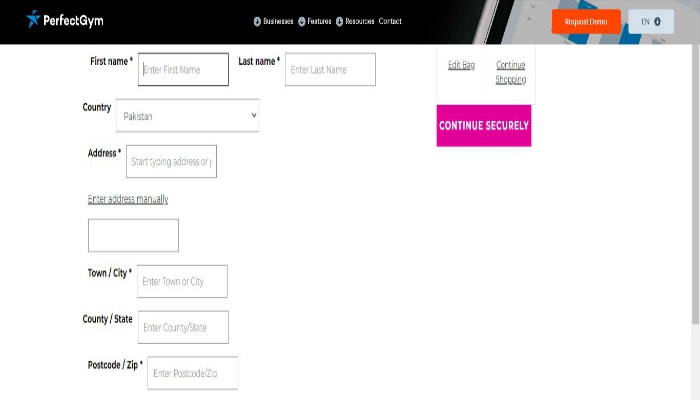 PerfectGym
Businesses Features Resources Contact
Request Demo
EN
First name * Enter First Name Last name * Enter Last Name
Edit Bag Continue Shopping
Country Pakistan
CONTINUE SECURELY
Address * Start typing address or p
Enter address manually
Town / City * Enter Town or City
County / State Enter County/State
Postcode / Zip * Enter Postcode/Zip